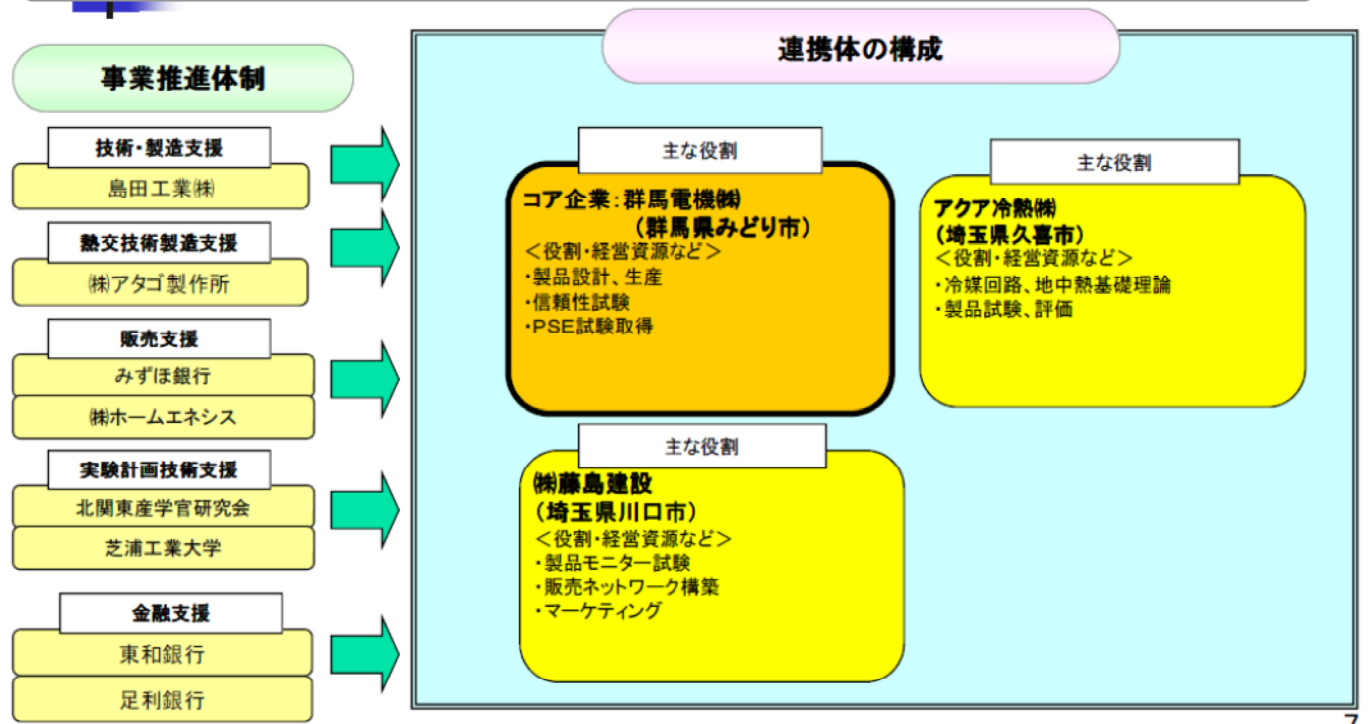 連携体の構成
事業推進体制
技術・製造支援
島田工業㈱
熱交技術製造支援
㈱アタゴ製作所
販売支援
みずほ銀行
㈱ホームエネシス
実験計画技術支援
北関東産学官研究会
芝浦工業大学
金融支援
東和銀行
足利銀行
主な役割
コア企業:群馬電機㈱
(群馬県みどり市)
<役割・経営資源など>
・製品設計、生産
・信頼性試験
・PSE試験取得
主な役割
アクア冷熱㈱
(埼玉県久喜市)
<役割・経営資源など>
・冷媒回路、地中熱基礎理論
・製品試験、評価
主な役割
㈱藤島建設
(埼玉県川口市)
<役割・経営資源など>
・製品モニター試験
・販売ネットワーク構築
・マーケティング
7